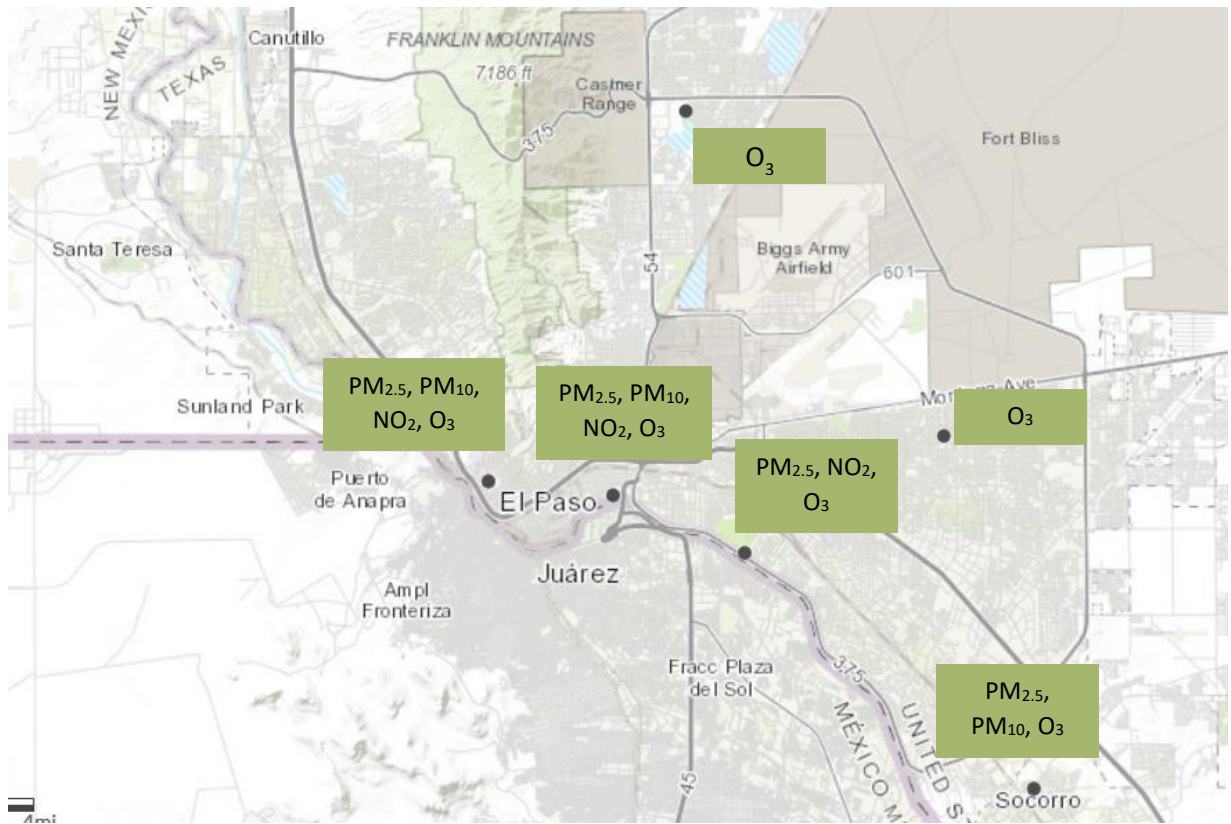 Canutillo
FRANKLIN MOUNTAINS
7186 ft
NEW MEXI
TEXAS
Castner
Range
375
Fort Bliss
O₃
Santa Teresa
54
Biggs Army
Airfield
601
PM₂.₅, PM₁₀,
NO₂, O₃
PM₂.₅, PM₁₀,
NO₂, O₃
Sunland Park
Ave
O₃
PM₂.₅, NO₂,
O₃
Puerto
de Anapra
El Paso
Juárez
Ampl
Fronteriza
Fracc Plaza
del Sol
375
PM₂.₅,
PM₁₀, O₃
MÉXICO M
UNITED S
45
Socorro
4mi